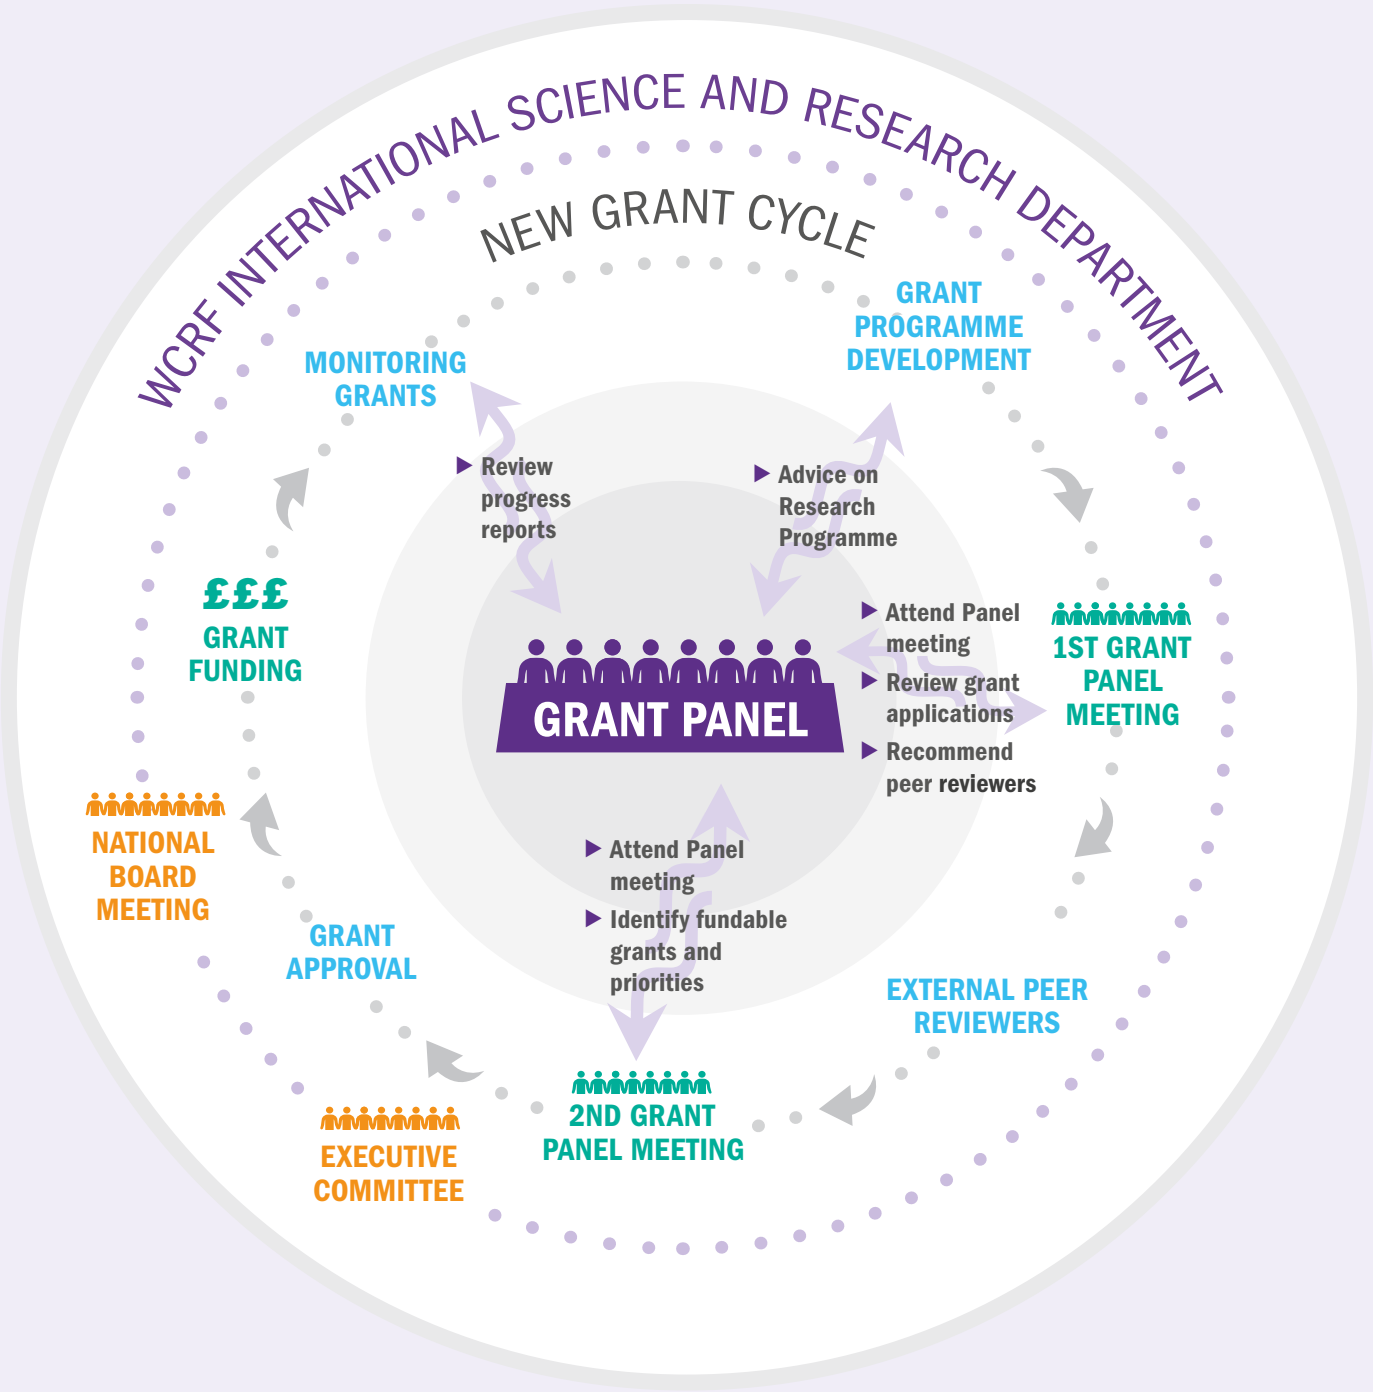 WCRF INTERNATIONAL SCIENCE AND RESEARCH DEPARTMENT
NEW GRANT CYCLE
GRANT
PROGRAMME
DEVELOPMENT
MONITORING
GRANTS
▶ Review
progress
reports
▶ Advice on
Research
Programme
£££
GRANT
FUNDING
▶ Attend Panel
meeting
▶ Review grant
applications
▶ Recommend
peer reviewers
1ST GRANT
PANEL
MEETING
GRANT PANEL
NATIONAL
BOARD
MEETING
▶ Attend Panel
meeting
▶ Identify fundable
grants and
priorities
GRANT
APPROVAL
EXTERNAL PEER
REVIEWERS
2ND GRANT
PANEL MEETING
EXECUTIVE
COMMITTEE